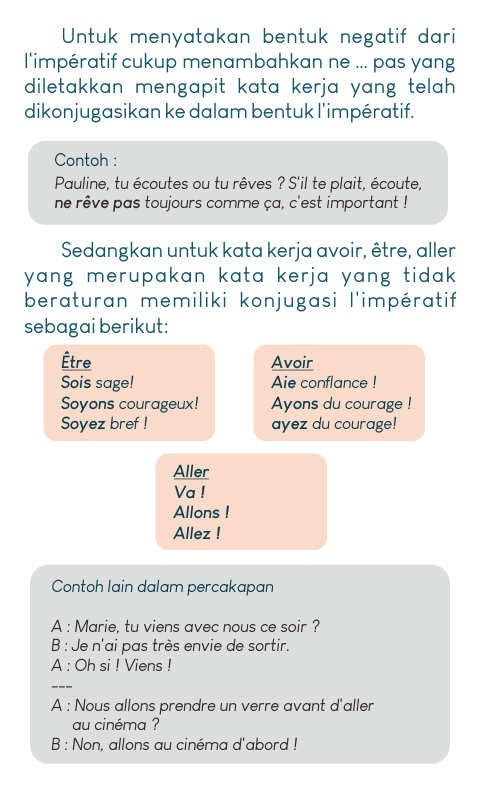 Untuk menyatakan bentuk negatif dari
l'impératif cukup menambahkan ne ... pas yang
diletakkan mengapit kata kerja yang telah
dikonjugasikan ke dalam bentuk l'impératif.
Contoh :
Pauline, tu écoutes ou tu rêves ? S'il te plait, écoute,
ne rêve pas toujours comme ça, c'est important !
Sedangkan untuk kata kerja avoir, être, aller
yang merupakan kata kerja yang tidak
beraturan memiliki konjugasi l'impératif
sebagai berikut:
Être
Sois sage!
Soyons courageux!
Soyez bref !
Avoir
Aie conflance !
Ayons du courage !
ayez du courage!
Aller
Va !
Allons !
Allez !
Contoh lain dalam percakapan
A : Marie, tu viens avec nous ce soir ?
B : Je n'ai pas très envie de sortir.
A : Oh si ! Viens !
---
A : Nous allons prendre un verre avant d'aller
au cinéma ?
B : Non, allons au cinéma d'abord !